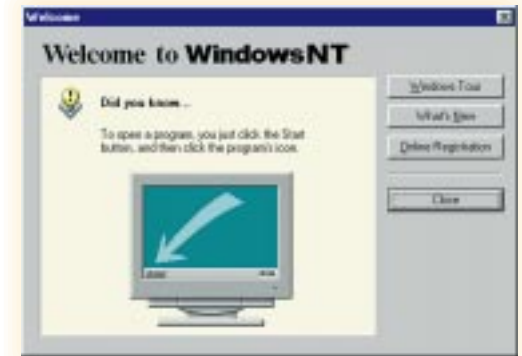 Welcome
Welcome to WindowsNT
Did you know...
To open a program, you just click the Start
button, and then click the program's icon.
Windows Tour
What's New
Online Registration
Close